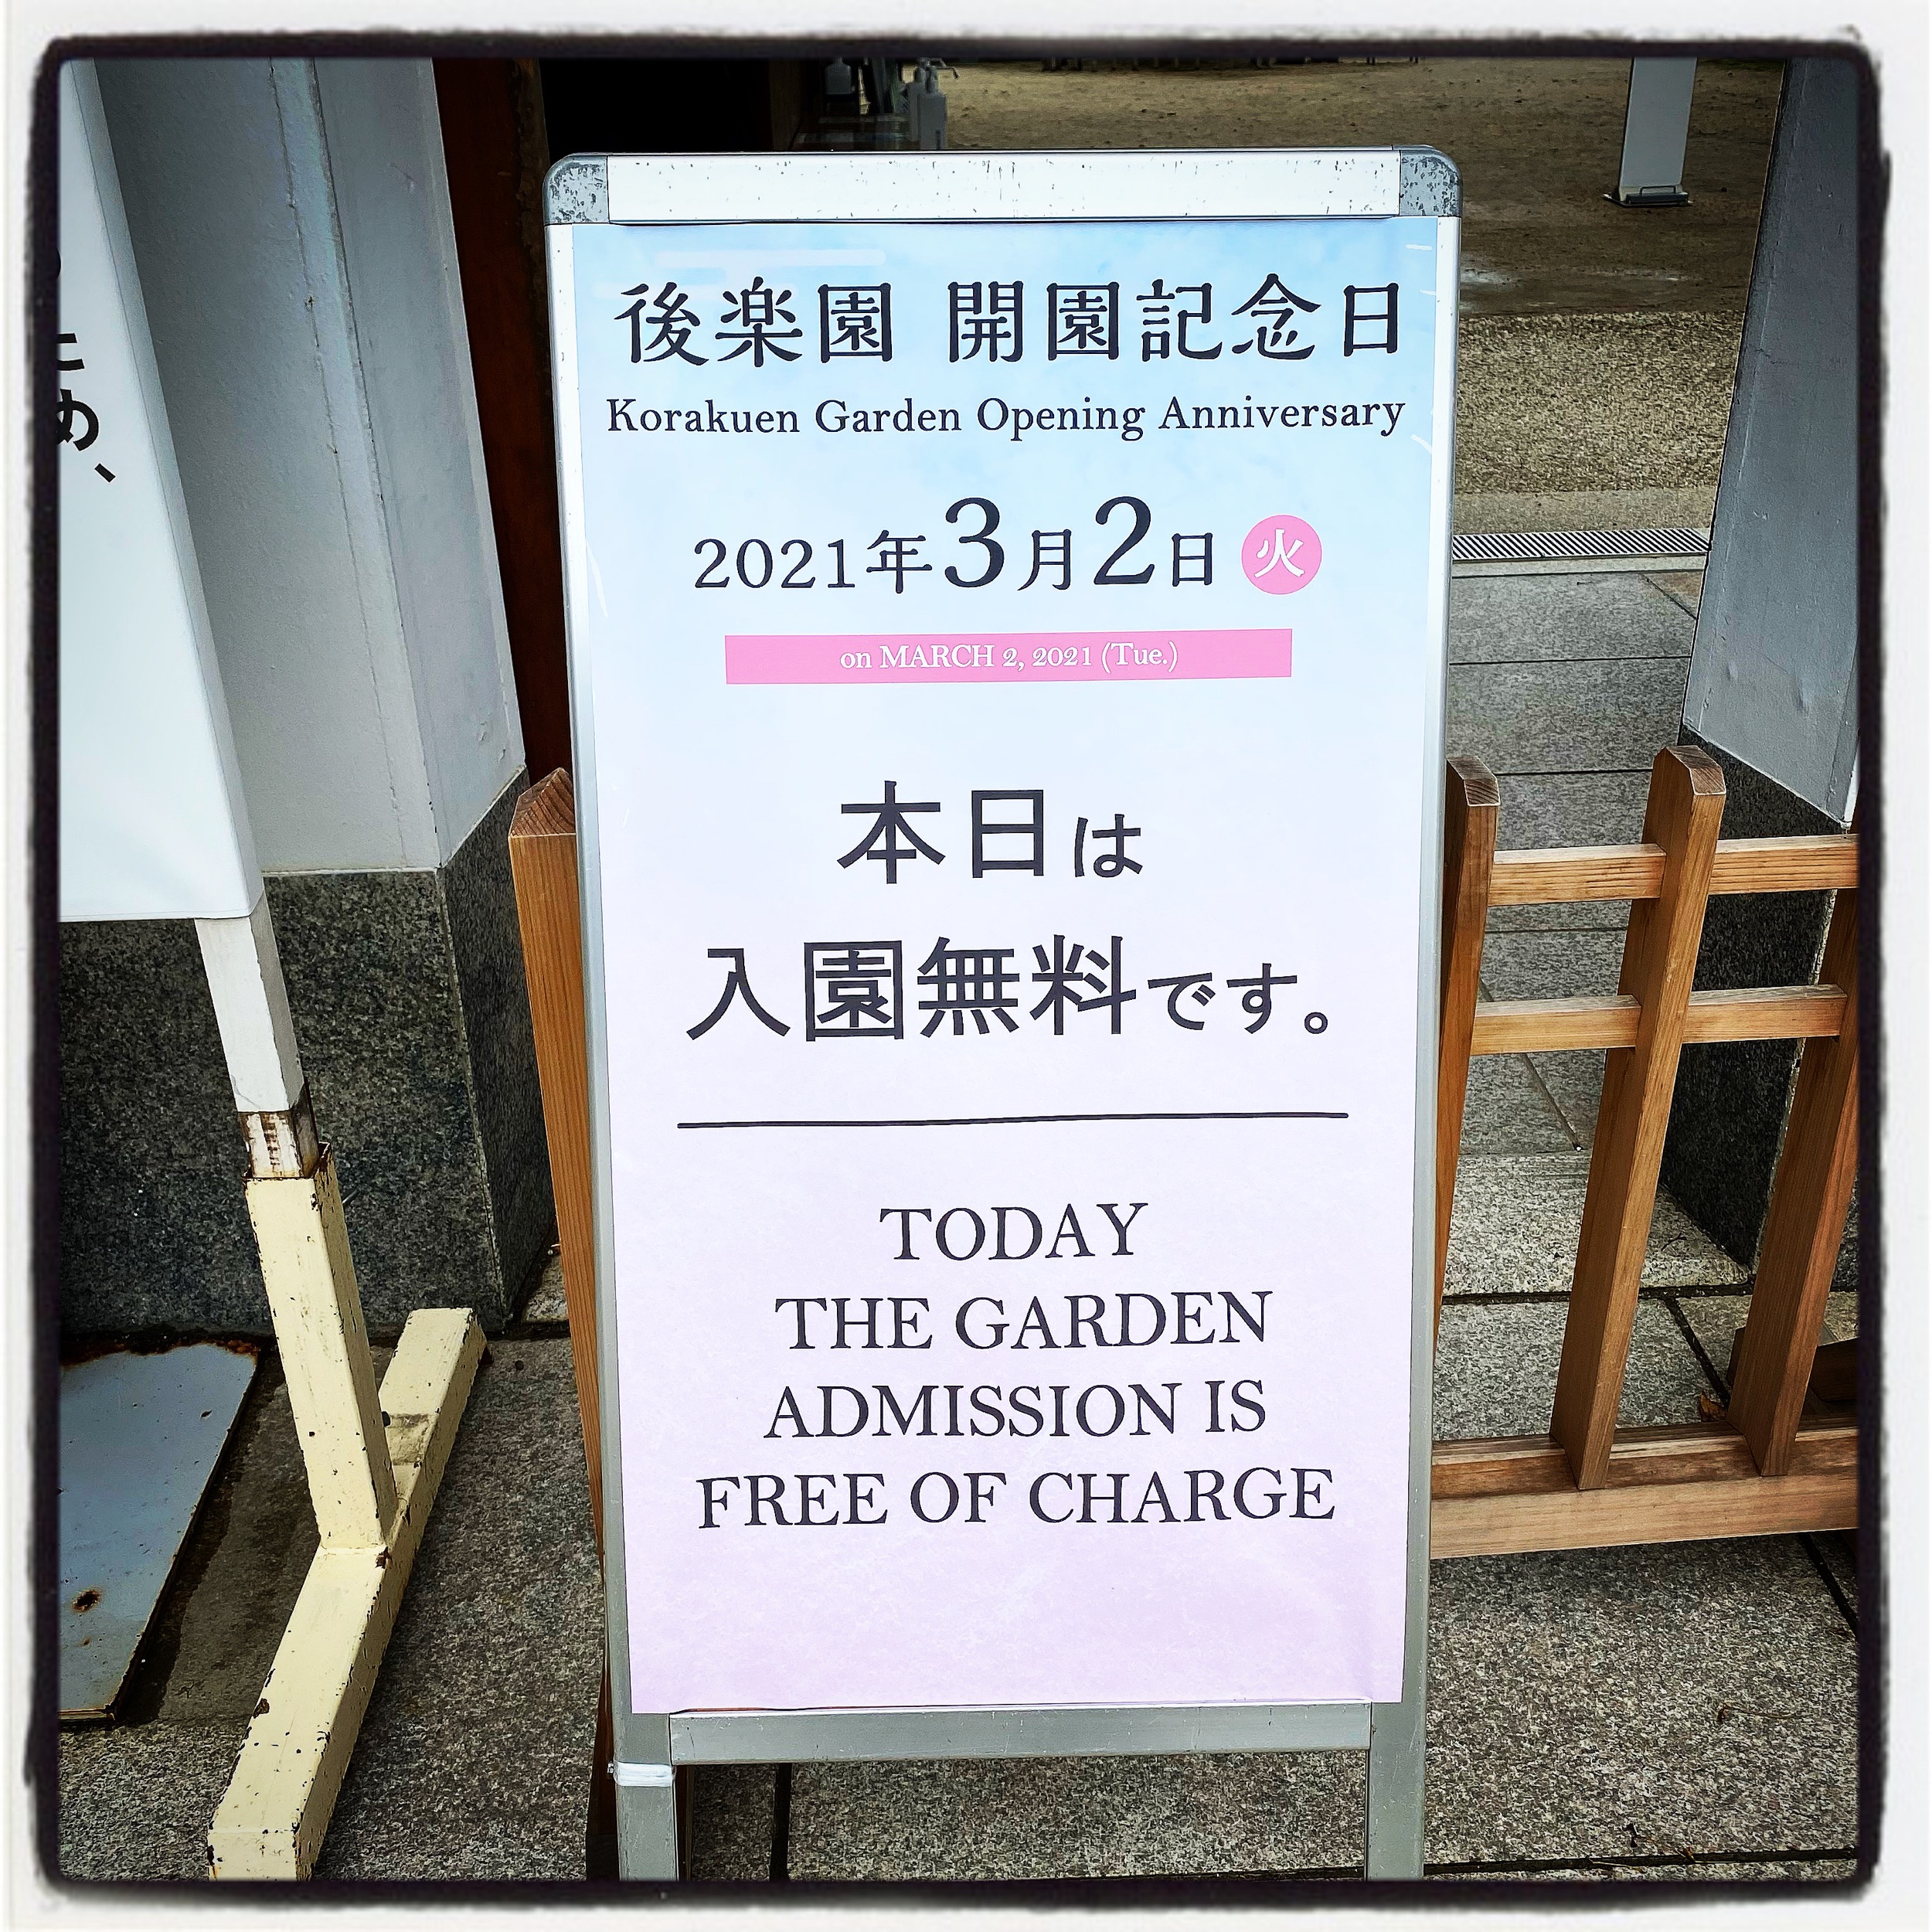 後楽園 開園記念日
Korakuen Garden Opening Anniversary
2021年3月2日 火
on MARCH 2, 2021 (Tue.)
本日は
入園無料です。
TODAY
THE GARDEN
ADMISSION IS
FREE OF CHARGE
ため、